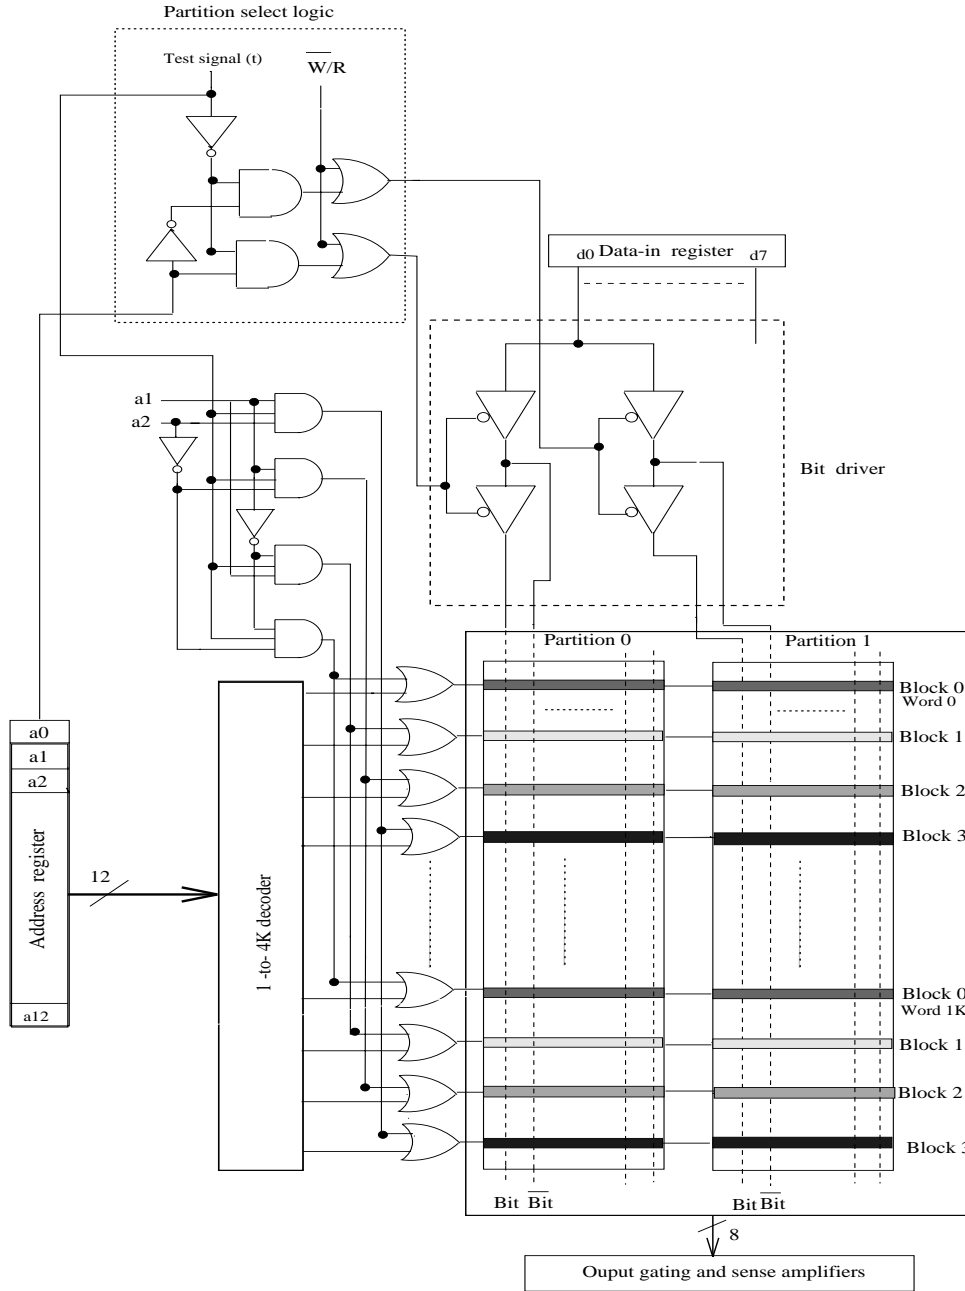 Partition select logic
Test signal (t)
W/R
d0 Data-in register d7
a1
a2
Bit driver
Partition 0
Partition 1
Block 0
Word 0
Block 1
Block 2
Block 3
a0
a1
a2
Address register
a12
12
1 -to- 4K decoder
Block 0
Word 1K
Block 1
Block 2
Block 3
Bit Bit
Bit Bit
8
Ouput gating and sense amplifiers